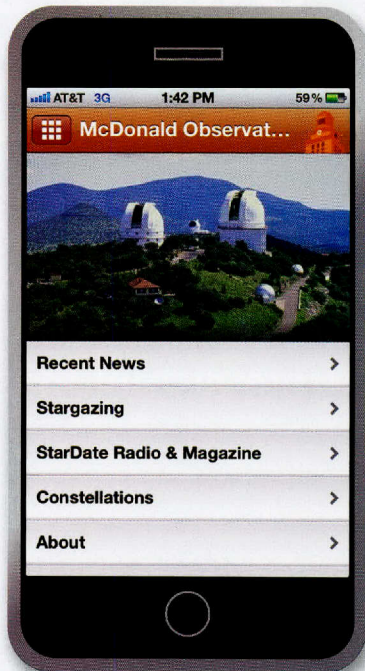 AT&T 3G 1:42 PM 59%
McDonald Observat...
Recent News
Stargazing
StarDate Radio & Magazine
Constellations
About